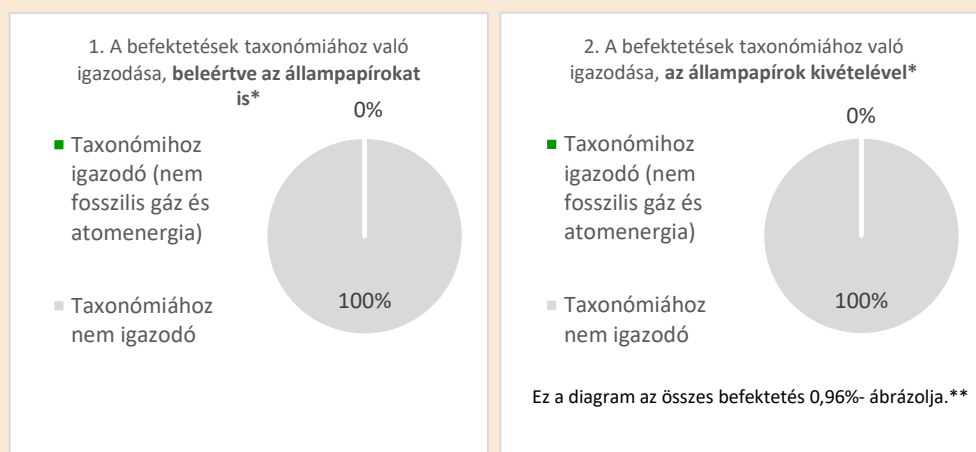 1. A befektetések taxonómiához való
igazodása, beleértve az állampapírokat
is*
0%
Taxonómihoz
igazodó (nem
fosszilis gáz és
atomenergia)
100%
Taxonómiához
nem igazodó
2. A befektetések taxonómiához való
igazodása, az állampapírok kivételével*
0%
Taxonómihoz
igazodó (nem
fosszilis gáz és
atomenergia)
100%
Taxonómiához
nem igazodó
Ez a diagram az összes befektetés 0,96%- ábrázolja.**